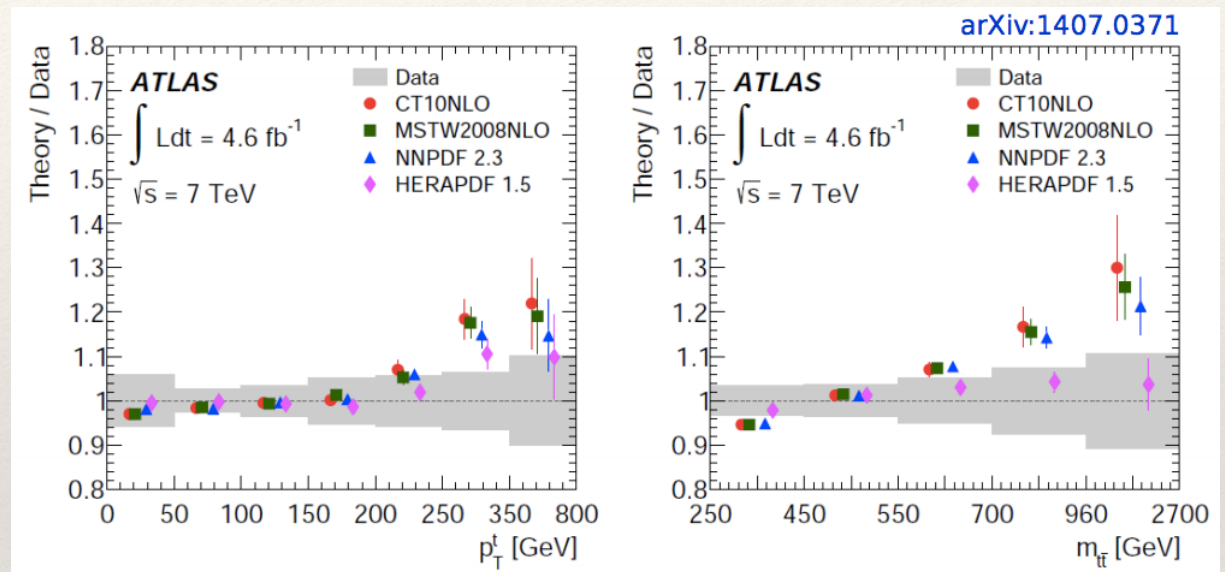 arXiv:1407.0371
Theory / Data
1.8
1.7
1.6
1.5
1.4
1.3
1.2
1.1
1
0.9
0.8
ATLAS
∫ Ldt = 4.6 fb⁻¹
√s = 7 TeV
Data
CT10NLO
MSTW2008NLO
NNPDF 2.3
HERAPDF 1.5
0 50 100 150 200 250 350 800
p_T^t [GeV]
Theory / Data
1.8
1.7
1.6
1.5
1.4
1.3
1.2
1.1
1
0.9
0.8
ATLAS
∫ Ldt = 4.6 fb⁻¹
√s = 7 TeV
Data
CT10NLO
MSTW2008NLO
NNPDF 2.3
HERAPDF 1.5
250 450 550 700 960 2700
m_tt̄ [GeV]